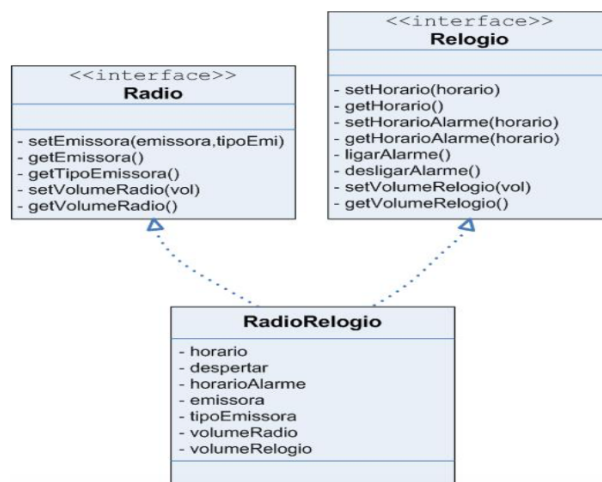 <<interface>>
Radio
- setEmissora(emissora,tipoEmi)
- getEmissora()
- getTipoEmissora()
- setVolumeRadio(vol)
- getVolumeRadio()
<<interface>>
Relogio
- setHorario(horario)
- getHorario()
- setHorarioAlarme(horario)
- getHorarioAlarme(horario)
- ligarAlarme()
- desligarAlarme()
- setVolumeRelogio(vol)
- getVolumeRelogio()
RadioRelogio
- horario
- despertar
- horarioAlarme
- emissora
- tipoEmissora
- volumeRadio
- volumeRelogio